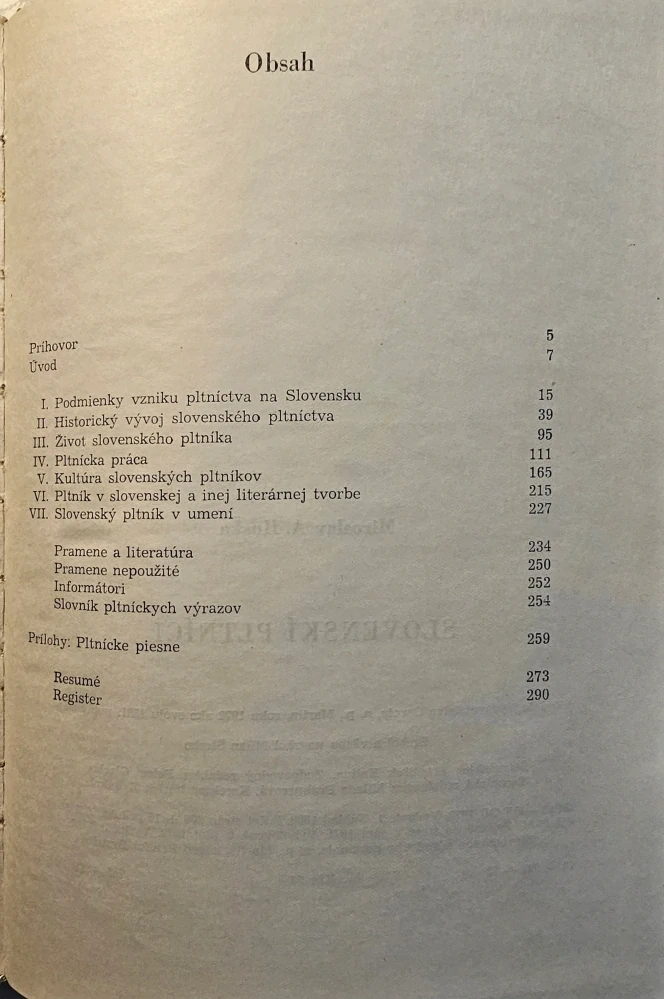 Obsah
Príhovor 5
Úvod 7
I. Podmienky vzniku pltníctva na Slovensku 15
II. Historický vývoj slovenského pltníctva 39
III. Život slovenského pltníka 95
IV. Pltnícka práca 111
V. Kultúra slovenských pltníkov 165
VI. Pltník v slovenskej a inej literárnej tvorbe 215
VII. Slovenský pltník v umení 227
Pramene a literatúra 234
Pramene nepoužité 250
Informátori 252
Slovník pltníckych výrazov 254
Prílohy: Pltnícke piesne 259
Resumé 273
Register 290
SLOVENSKÍ PLTNÍCI